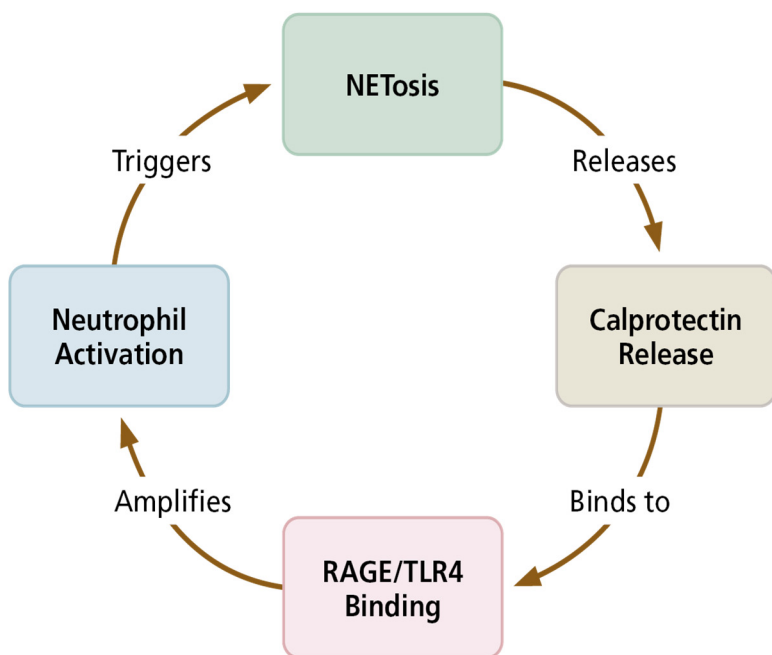 NETosis
Triggers
Releases
Neutrophil
Activation
Calprotectin
Release
Amplifies
Binds to
RAGE/TLR4
Binding